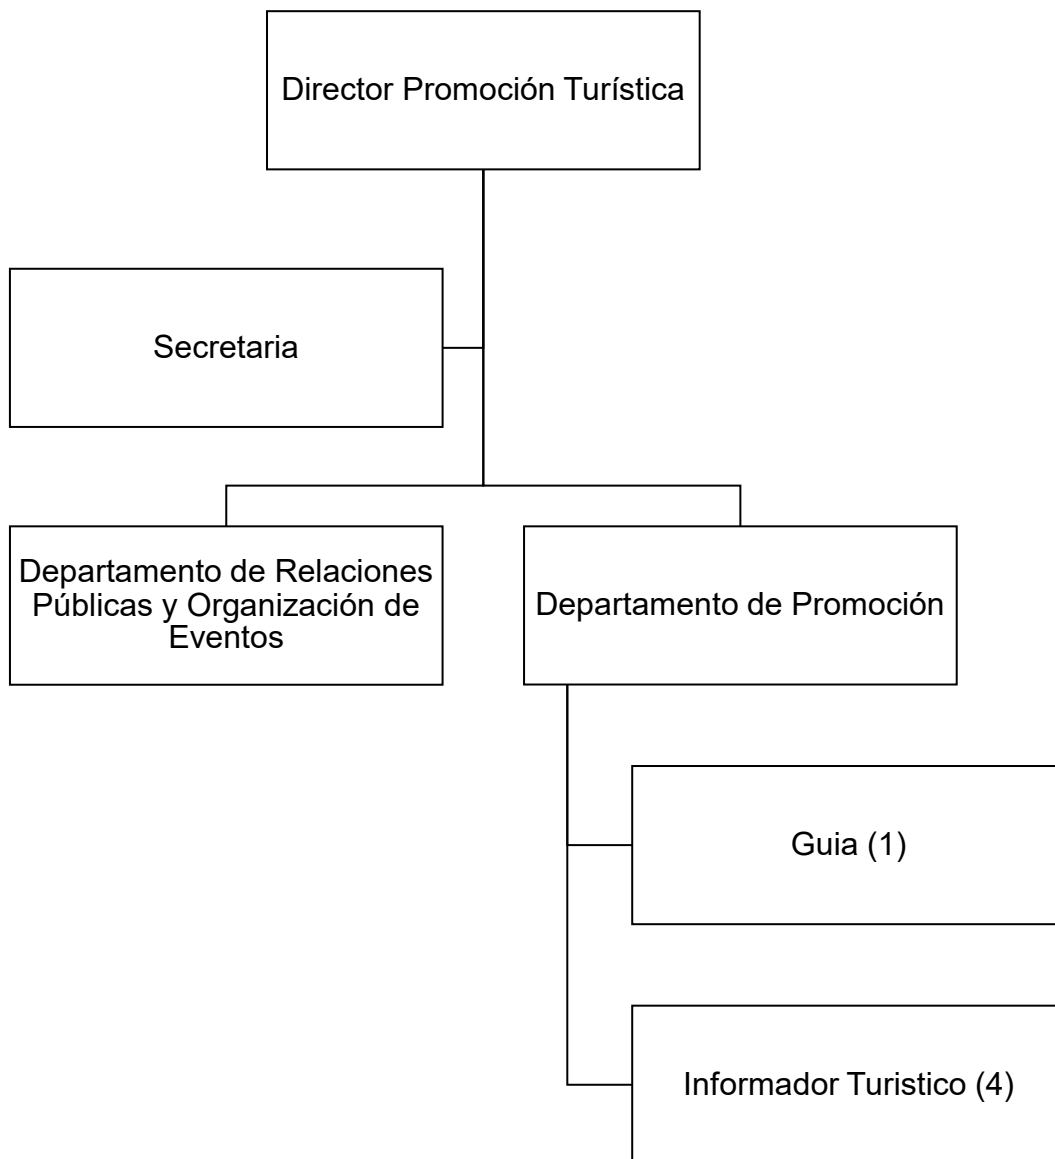 Director Promoción Turística
Secretaria
Departamento de Relaciones
Públicas y Organización de
Eventos
Departamento de Promoción
Guia (1)
Informador Turistico (4)